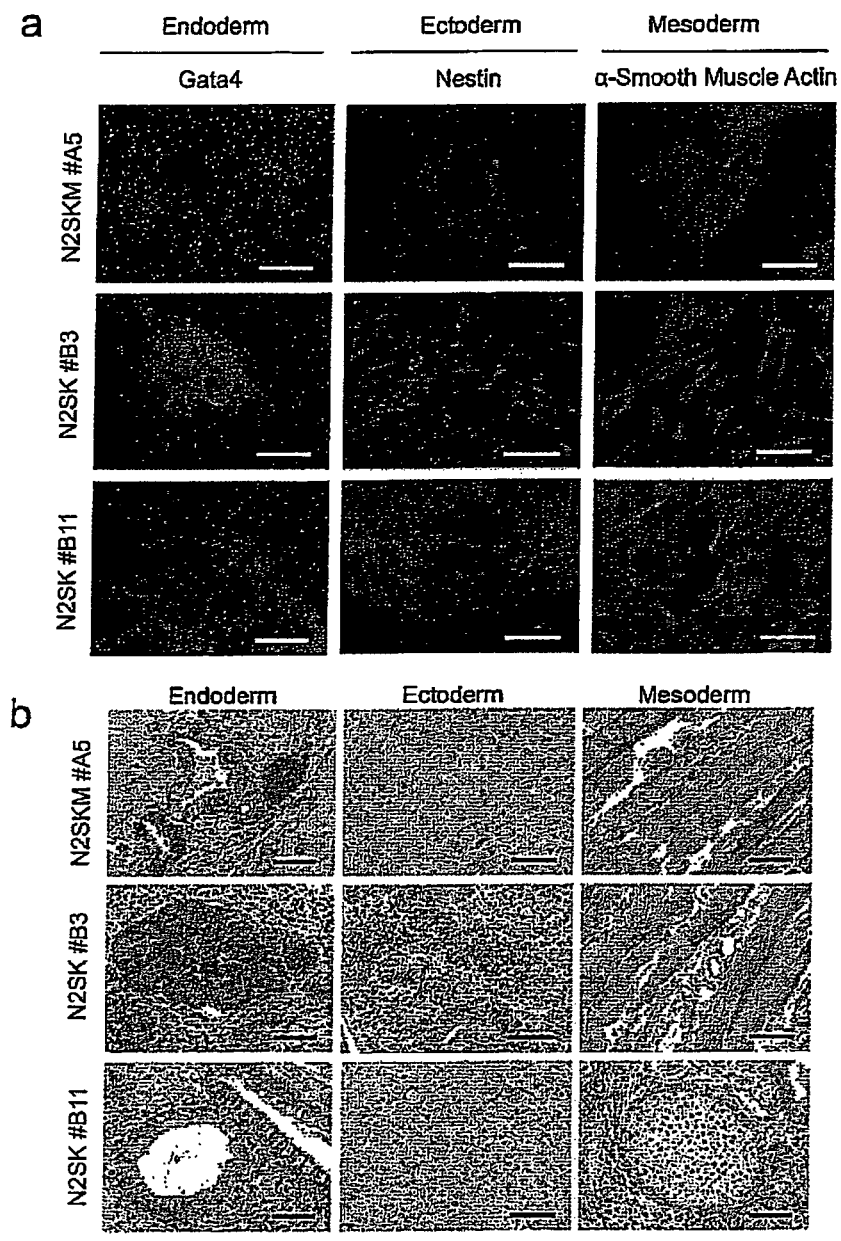 a
Endoderm Ectoderm Mesoderm
Gata4 Nestin α-Smooth Muscle Actin
N2SKM #A5
N2SK #B3
N2SK #B11
b
Endoderm Ectoderm Mesoderm
N2SKM #A5
N2SK #B3
N2SK #B11